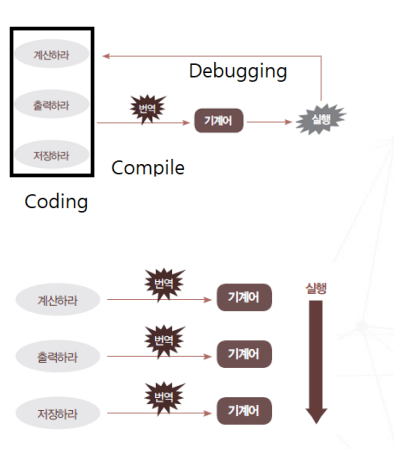 계산하라
Debugging
출력하라
번역
기계어
실행
저장하라
Compile
Coding
번역
실행
계산하라
기계어
번역
출력하라
기계어
번역
저장하라
기계어